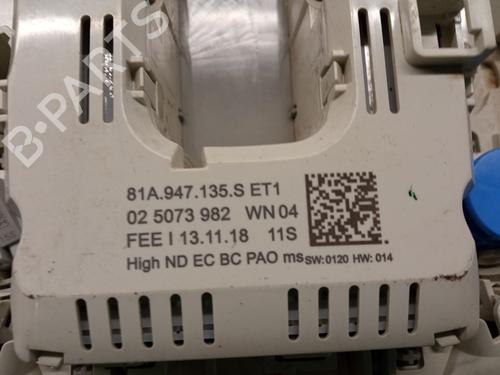 B-PARTS
81A.947.135.S ET1
02 5073 982 WN 04
FEE I 13.11.18 11S
High ND EC BC PAO ms SW:0120 HW: 014